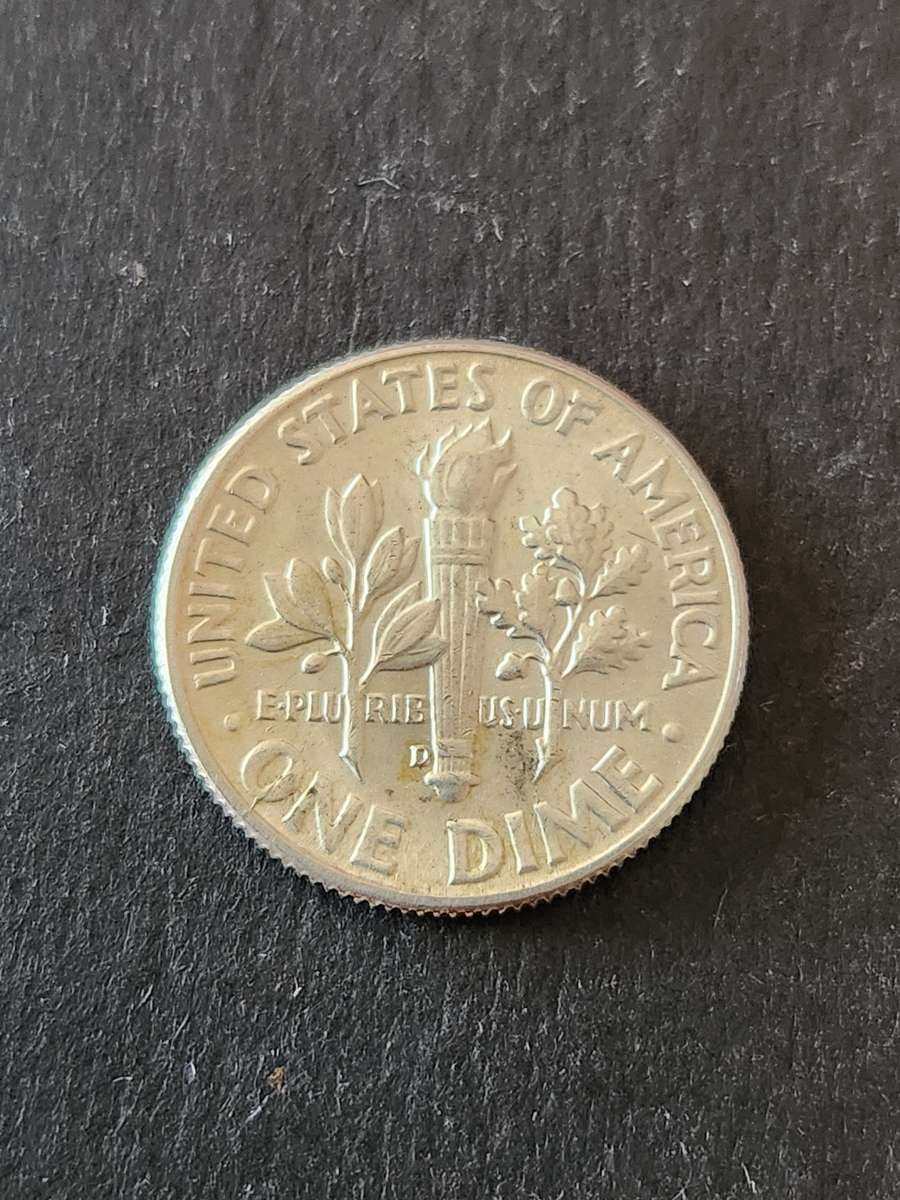 UNITED STATES OF AMERICA
E·PLURIBUS·UNUM
D
ONE DIME